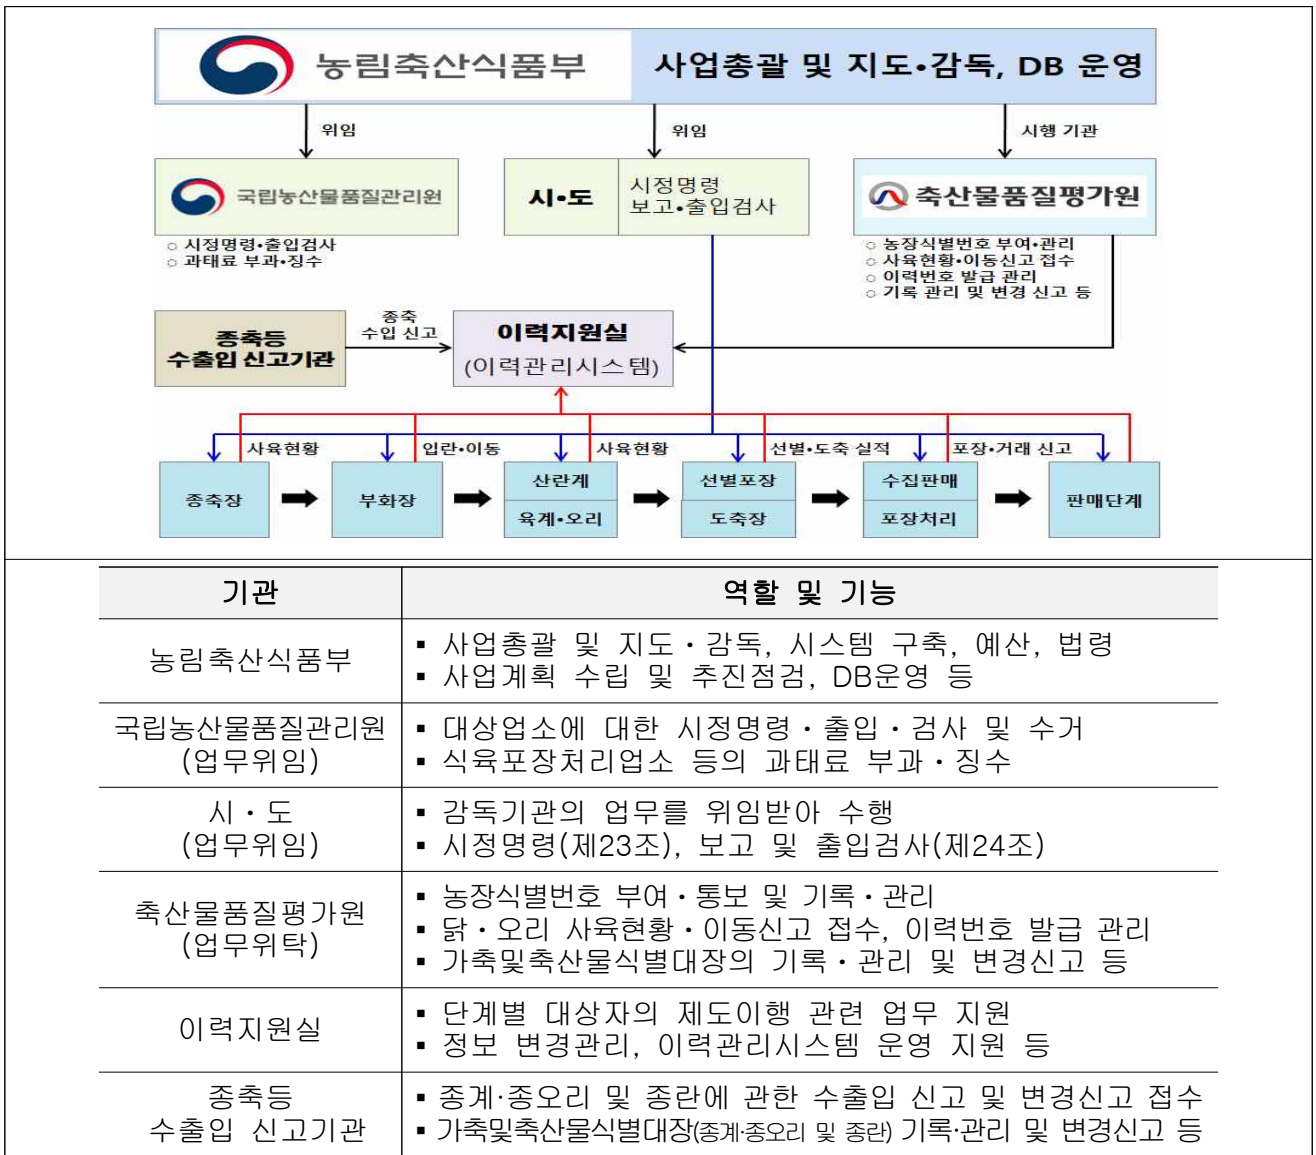 농림축산식품부 사업총괄 및 지도•감독, DB 운영
위임 위임 시행 기관
국립농산물품질관리원
시•도
시정명령
보고•출입검사
축산물품질평가원
○ 시정명령•출입검사
○ 과태료 부과•징수
○ 농장식별번호 부여•관리
○ 사육현황•이동신고 접수
○ 이력번호 발급 관리
○ 기록 관리 및 변경 신고 등
종축등
수출입 신고기관
종축
수입 신고
이력지원실
(이력관리시스템)
사육현황 입란•이동 사육현황 선별•도축 실적 포장•거래 신고
종축장
부화장
산란계
육계•오리
선별포장
도축장
수집판매
포장처리
판매단계
기관 역할 및 기능
농림축산식품부
▪ 사업총괄 및 지도・감독, 시스템 구축, 예산, 법령
▪ 사업계획 수립 및 추진점검, DB운영 등
국립농산물품질관리원
(업무위임)
▪ 대상업소에 대한 시정명령・출입・검사 및 수거
▪ 식육포장처리업소 등의 과태료 부과・징수
시・도
(업무위임)
▪ 감독기관의 업무를 위임받아 수행
▪ 시정명령(제23조), 보고 및 출입검사(제24조)
축산물품질평가원
(업무위탁)
▪ 농장식별번호 부여・통보 및 기록・관리
▪ 닭・오리 사육현황・이동신고 접수, 이력번호 발급 관리
▪ 가축및축산물식별대장의 기록・관리 및 변경신고 등
이력지원실
▪ 단계별 대상자의 제도이행 관련 업무 지원
▪ 정보 변경관리, 이력관리시스템 운영 지원 등
종축등
수출입 신고기관
▪ 종계·종오리 및 종란에 관한 수출입 신고 및 변경신고 접수
▪ 가축및축산물식별대장(종계·종오리 및 종란) 기록·관리 및 변경신고 등